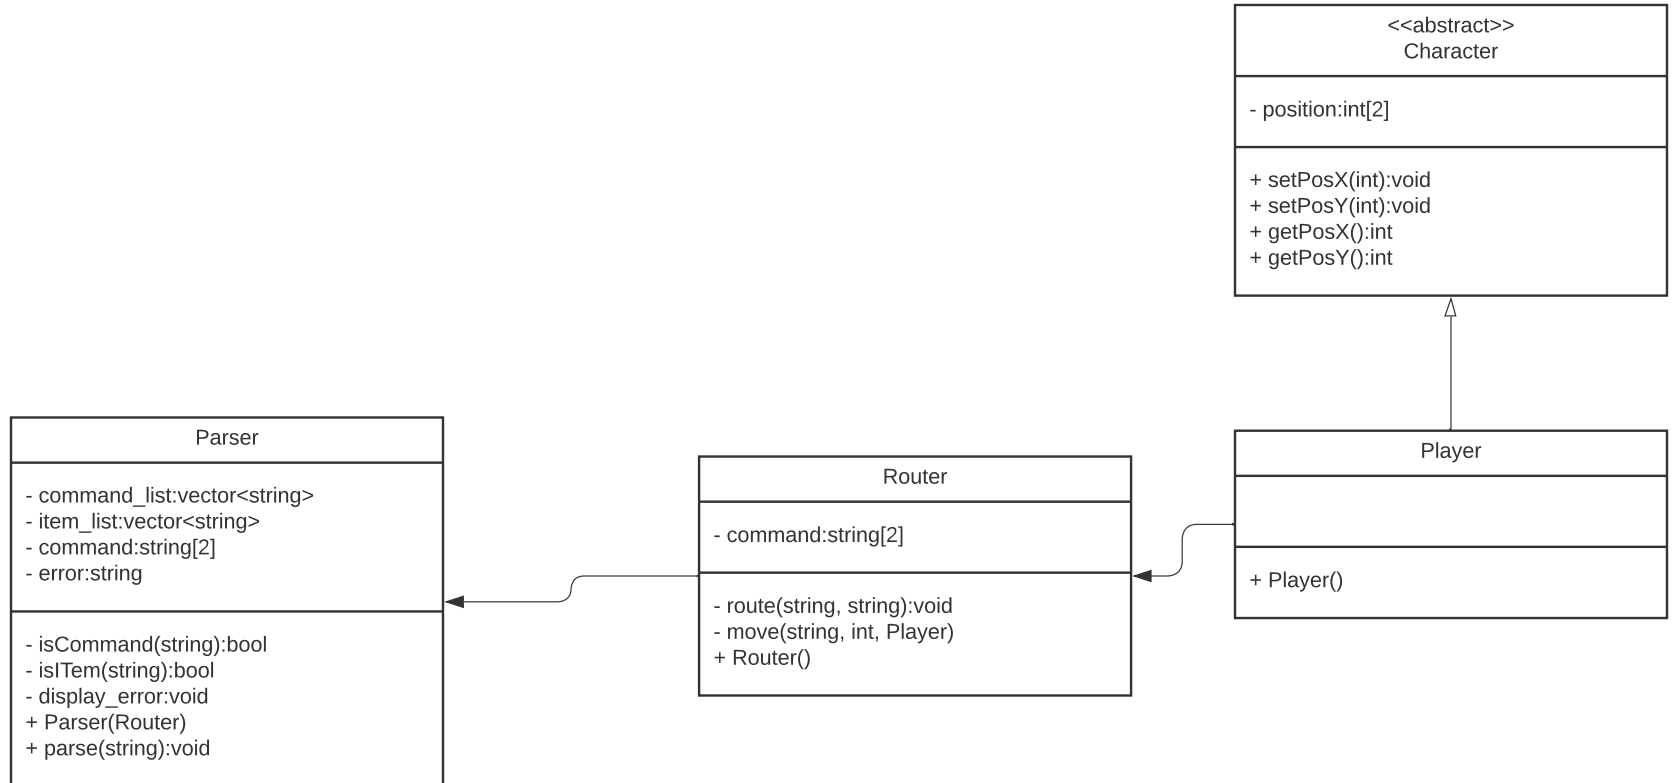 <<abstract>>
Character
- position:int[2]
+ setPosX(int):void
+ setPosY(int):void
+ getPosX():int
+ getPosY():int
Parser
- command_list:vector<string>
- item_list:vector<string>
- command:string[2]
- error:string
- isCommand(string):bool
- isITem(string):bool
- display_error:void
+ Parser(Router)
+ parse(string):void
Router
- command:string[2]
- route(string, string):void
- move(string, int, Player)
+ Router()
Player
+ Player()